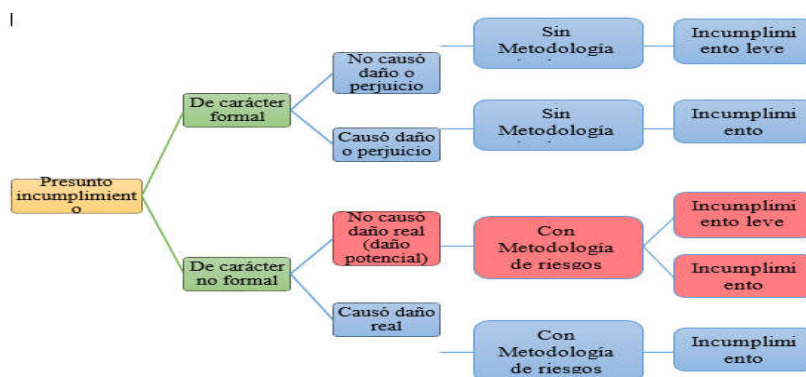 Presunto
incumplimient
o
De carácter
formal
No causó
daño o
perjuicio
Sin
Metodología
Incumplimi
ento leve
Causó daño
o perjuicio
Sin
Metodología
Incumplimi
ento
De carácter
no formal
No causó
daño real
(daño
potencial)
Con
Metodología
de riesgos
Incumplimi
ento leve
Incumplimi
ento
Causó daño
real
Con
Metodología
de riesgos
Incumplimi
ento